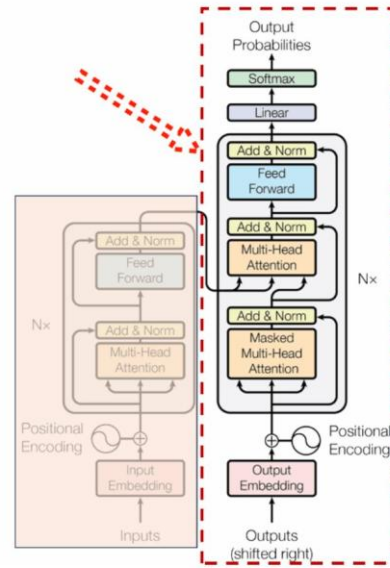 Output
Probabilities
Softmax
Linear
Add & Norm
Feed
Forward
Add & Norm
Multi-Head
Attention
N×
Add & Norm
Masked
Multi-Head
Attention
Positional
Encoding
Output
Embedding
Outputs
(shifted right)
Add & Norm
Feed
Forward
N×
Add & Norm
Multi-Head
Attention
Positional
Encoding
Input
Embedding
Inputs